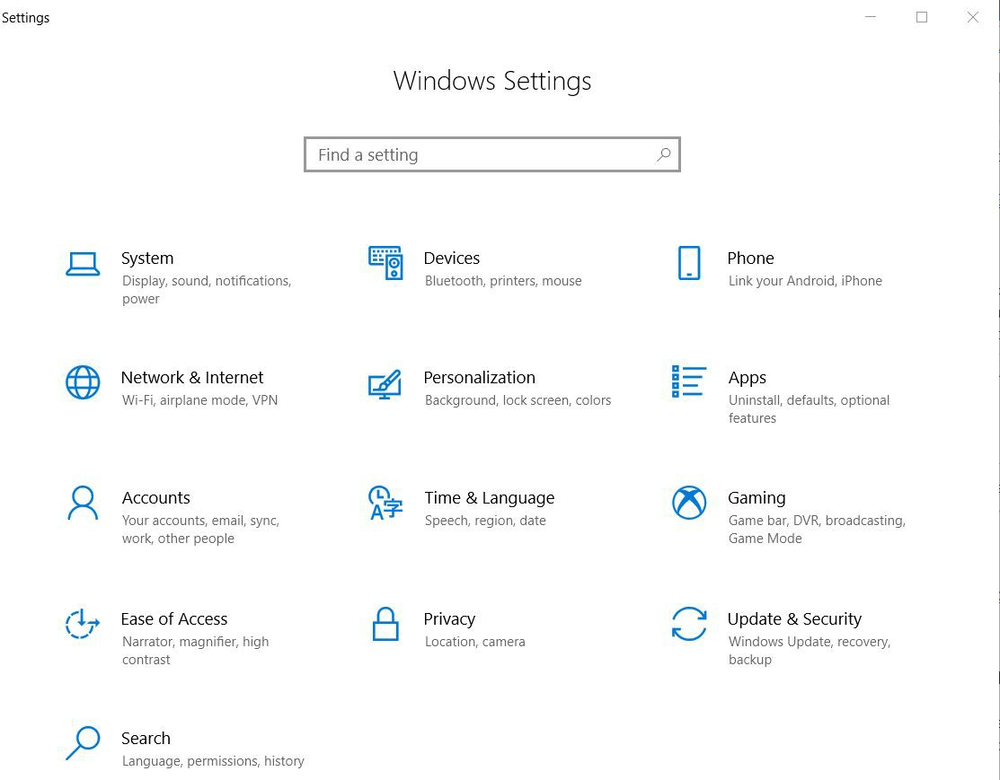 Settings
Windows Settings
Find a setting
System
Display, sound, notifications,
power
Devices
Bluetooth, printers, mouse
Phone
Link your Android, iPhone
Network & Internet
Wi-Fi, airplane mode, VPN
Personalization
Background, lock screen, colors
Apps
Uninstall, defaults, optional
features
Accounts
Your accounts, email, sync,
work, other people
Time & Language
Speech, region, date
Gaming
Game bar, DVR, broadcasting,
Game Mode
Ease of Access
Narrator, magnifier, high
contrast
Privacy
Location, camera
Update & Security
Windows Update, recovery,
backup
Search
Language, permissions, history